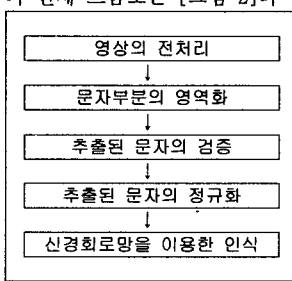 영상의 전처리
문자부분의 영역화
추출된 문자의 검증
추출된 문자의 정규화
신경회로망을 이용한 인식